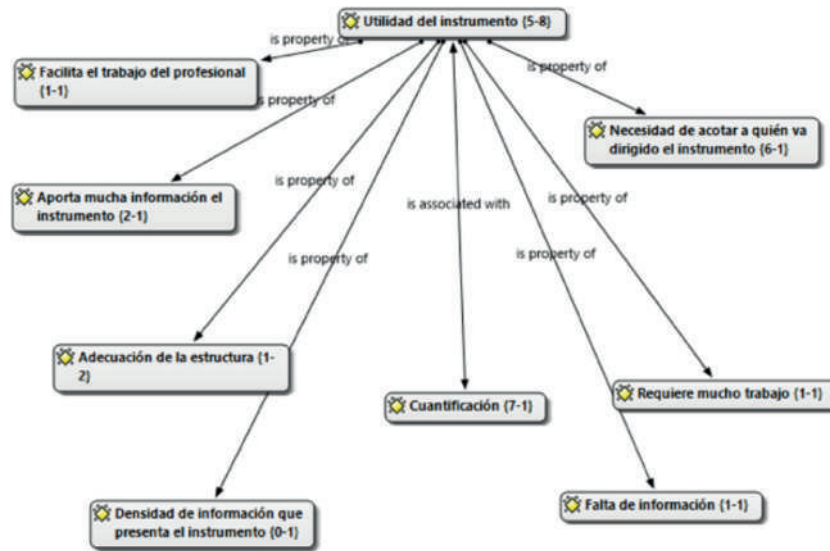 Utilidad del instrumento {5-8}
is property of
Facilita el trabajo del profesional
{1-1}
is property of
Necesidad de acotar a quién va
dirigido el instrumento {6-1}
is property of
Aporta mucha información el
instrumento {2-1}
is property of
is associated with
is property of
is property of
Adecuación de la estructura {1-
2}
Cuantificación {7-1}
Requiere mucho trabajo {1-1}
Densidad de información que
presenta el instrumento {0-1}
Falta de información {1-1}